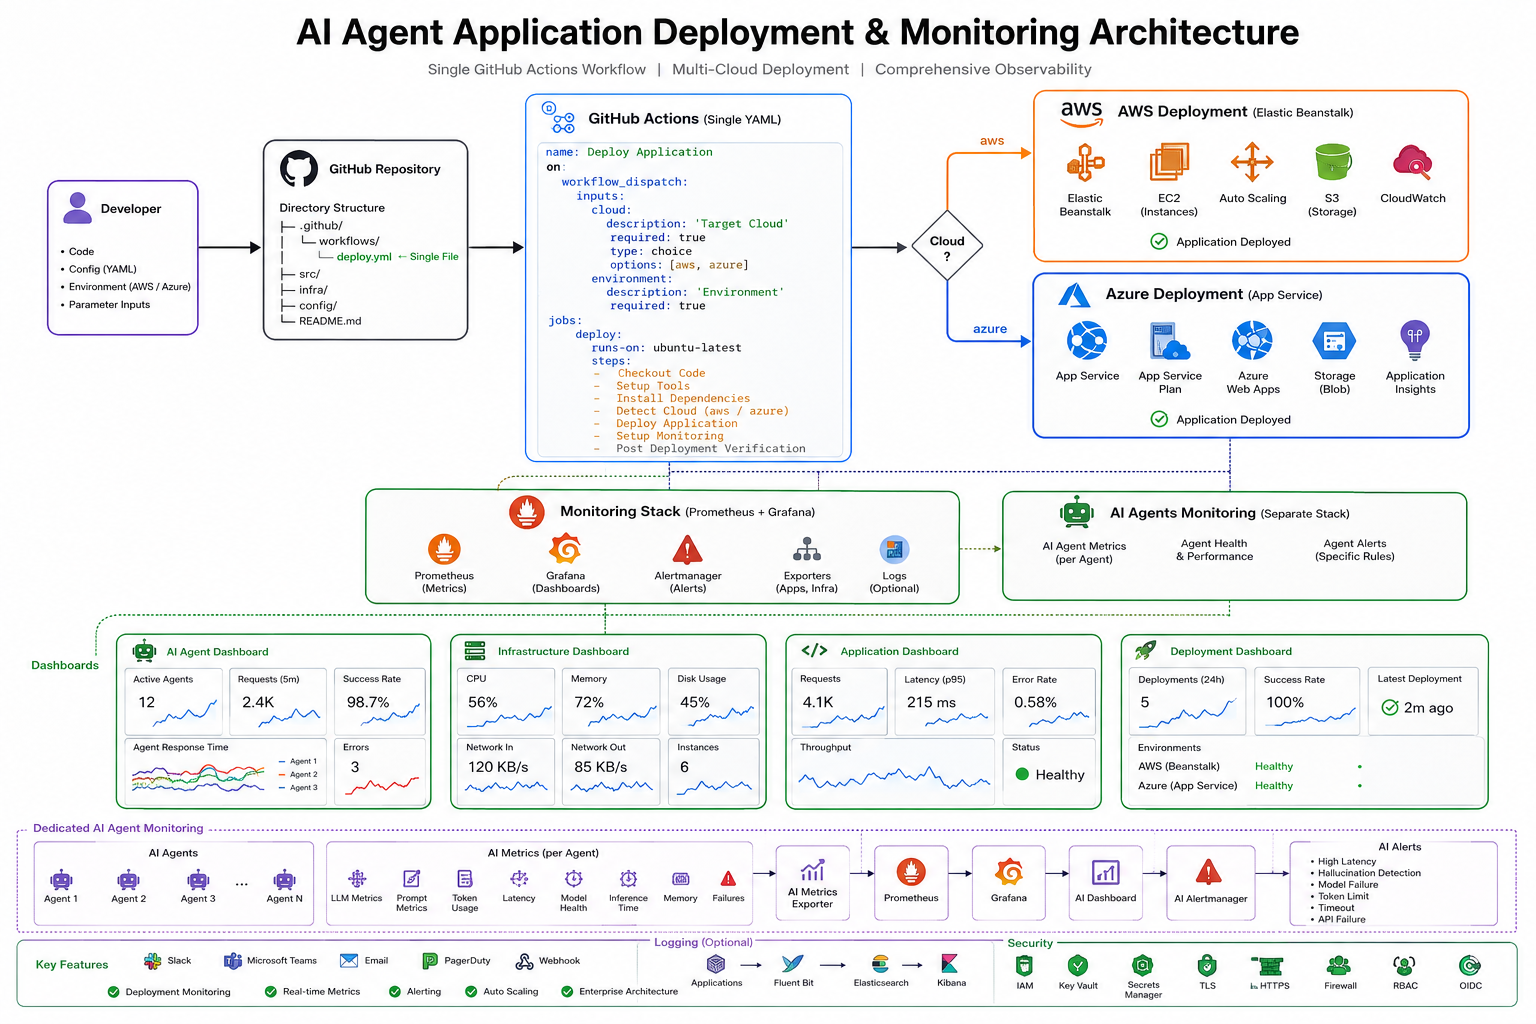 AI Agent Application Deployment & Monitoring Architecture
Single GitHub Actions Workflow | Multi-Cloud Deployment | Comprehensive Observability
Developer
• Code
• Config (YAML)
• Environment (AWS / Azure)
• Parameter Inputs
GitHub Repository
Directory Structure
├─ .github/
│ └─ workflows/
└─ deploy.yml ← Single File
├─ src/
├─ infra/
├─ config/
└─ README.md
GitHub Actions (Single YAML)
name: Deploy Application
on:
workflow_dispatch:
inputs:
cloud:
description: 'Target Cloud'
required: true
type: choice
options: [aws, azure]
environment:
description: 'Environment'
required: true
jobs:
deploy:
runs-on: ubuntu-latest
steps:
- Checkout Code
- Setup Tools
- Install Dependencies
- Detect Cloud (aws / azure)
- Deploy Application
- Setup Monitoring
- Post Deployment Verification
Cloud
?
aws
azure
aws AWS Deployment (Elastic Beanstalk)
Elastic
Beanstalk
EC2
(Instances)
Auto Scaling
S3
(Storage)
CloudWatch
Application Deployed
Azure Deployment (App Service)
App Service
App Service
Plan
Azure
Web Apps
Storage
(Blob)
Application
Insights
Application Deployed
Monitoring Stack (Prometheus + Grafana)
Prometheus
(Metrics)
Grafana
(Dashboards)
Alertmanager
(Alerts)
Exporters
(Apps, Infra)
Logs
(Optional)
AI Agents Monitoring (Separate Stack)
AI Agent Metrics
(per Agent)
Agent Health
& Performance
Agent Alerts
(Specific Rules)
Dashboards
AI Agent Dashboard
Active Agents
12
Requests (5m)
2.4K
Success Rate
98.7%
Agent Response Time
Agent 1
Agent 2
Agent 3
Errors
3
Infrastructure Dashboard
CPU
56%
Memory
72%
Disk Usage
45%
Network In
120 KB/s
Network Out
85 KB/s
Instances
6
</> Application Dashboard
Requests
4.1K
Latency (p95)
215 ms
Error Rate
0.58%
Throughput
Status
Healthy
Deployment Dashboard
Deployments (24h)
5
Success Rate
100%
Latest Deployment
2m ago
Environments
AWS (Beanstalk) Healthy •
Azure (App Service) Healthy •
Dedicated AI Agent Monitoring
AI Agents
Agent 1
Agent 2
Agent 3
...
Agent N
AI Metrics (per Agent)
LLM Metrics
Prompt
Metrics
Token
Usage
Latency
Model
Health
Inference
Time
Memory
Failures
AI Metrics
Exporter
Prometheus
Grafana
AI Dashboard
AI Alertmanager
AI Alerts
• High Latency
• Hallucination Detection
• Model Failure
• Token Limit
• Timeout
• API Failure
Key Features
Slack
Microsoft Teams
Email
PagerDuty
Webhook
Deployment Monitoring
Real-time Metrics
Alerting
Auto Scaling
Enterprise Architecture
Logging (Optional)
Applications
Fluent Bit
Elasticsearch
Kibana
Security
IAM
Key Vault
Secrets
Manager
TLS
HTTPS
Firewall
RBAC
OIDC